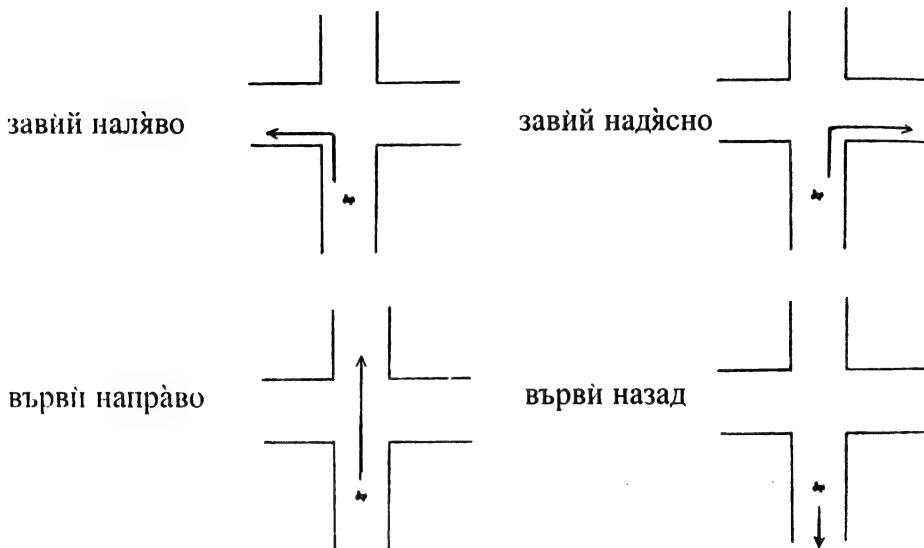 завѝй наля̀во
завѝй надя̀сно
вървѝ напра̀во
вървѝ назад